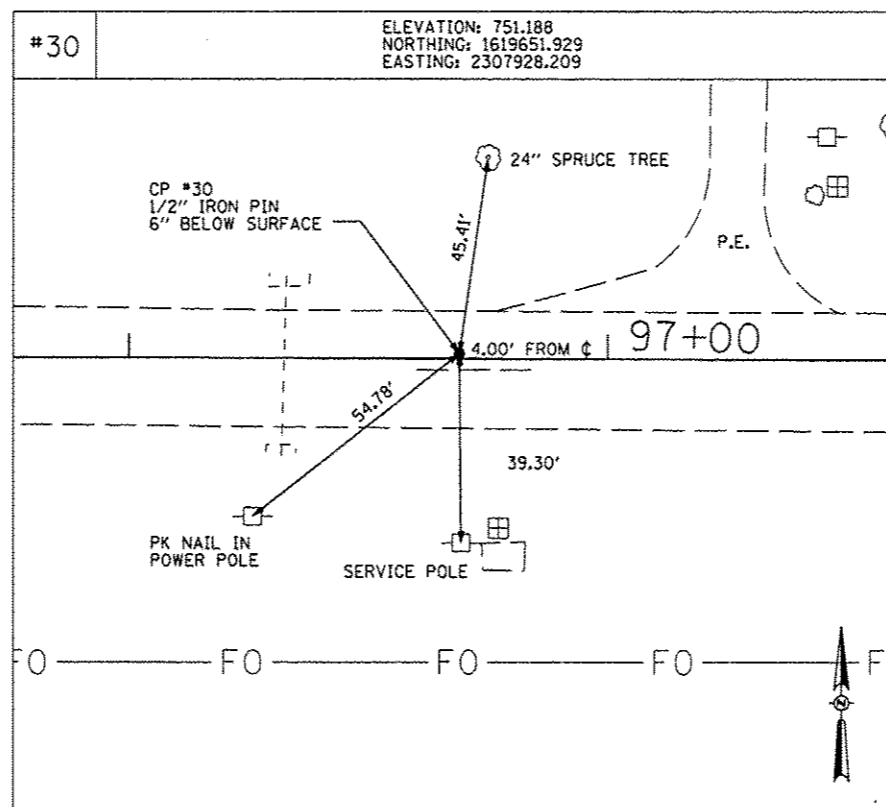 #30
ELEVATION: 751.188
NORTHING: 1619651.929
EASTING: 2307928.209
24" SPRUCE TREE
CP #30
1/2" IRON PIN
6" BELOW SURFACE
45.41'
P.E.
4.00' FROM ℄
97+00
54.78'
39.30'
PK NAIL IN
POWER POLE
SERVICE POLE
FO FO FO FO F
N